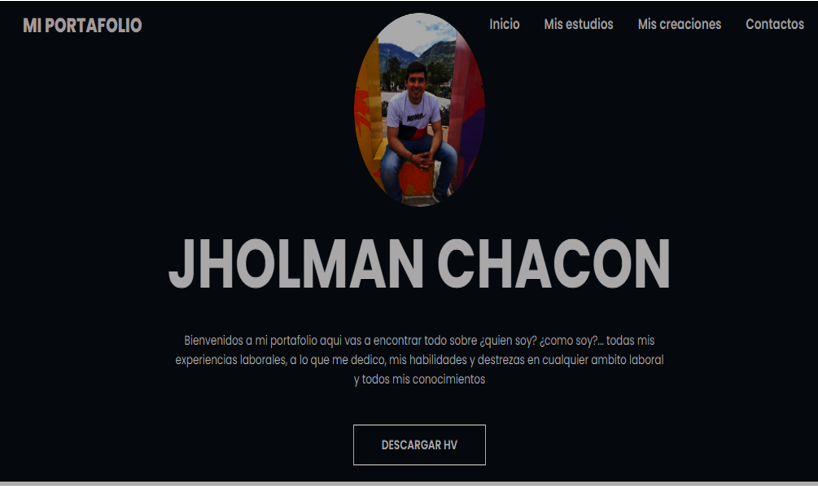 MI PORTAFOLIO
Inicio
Mis estudios
Mis creaciones
Contactos
JHOLMAN CHACON
Bienvenidos a mi portafolio aqui vas a encontrar todo sobre ¿quien soy? ¿como soy?... todas mis
experiencias laborales, a lo que me dedico, mis habilidades y destrezas en cualquier ambito laboral
y todos mis conocimientos
DESCARGAR HV